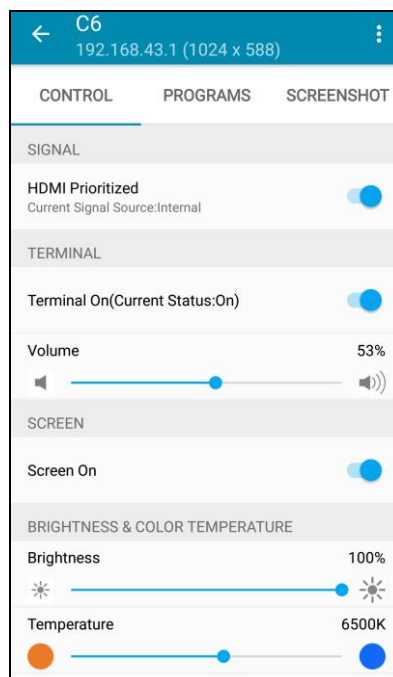 C6
192.168.43.1 (1024 x 588)
CONTROL PROGRAMS SCREENSHOT
SIGNAL
HDMI Prioritized
Current Signal Source:Internal
TERMINAL
Terminal On(Current Status:On)
Volume 53%
SCREEN
Screen On
BRIGHTNESS & COLOR TEMPERATURE
Brightness 100%
Temperature 6500K